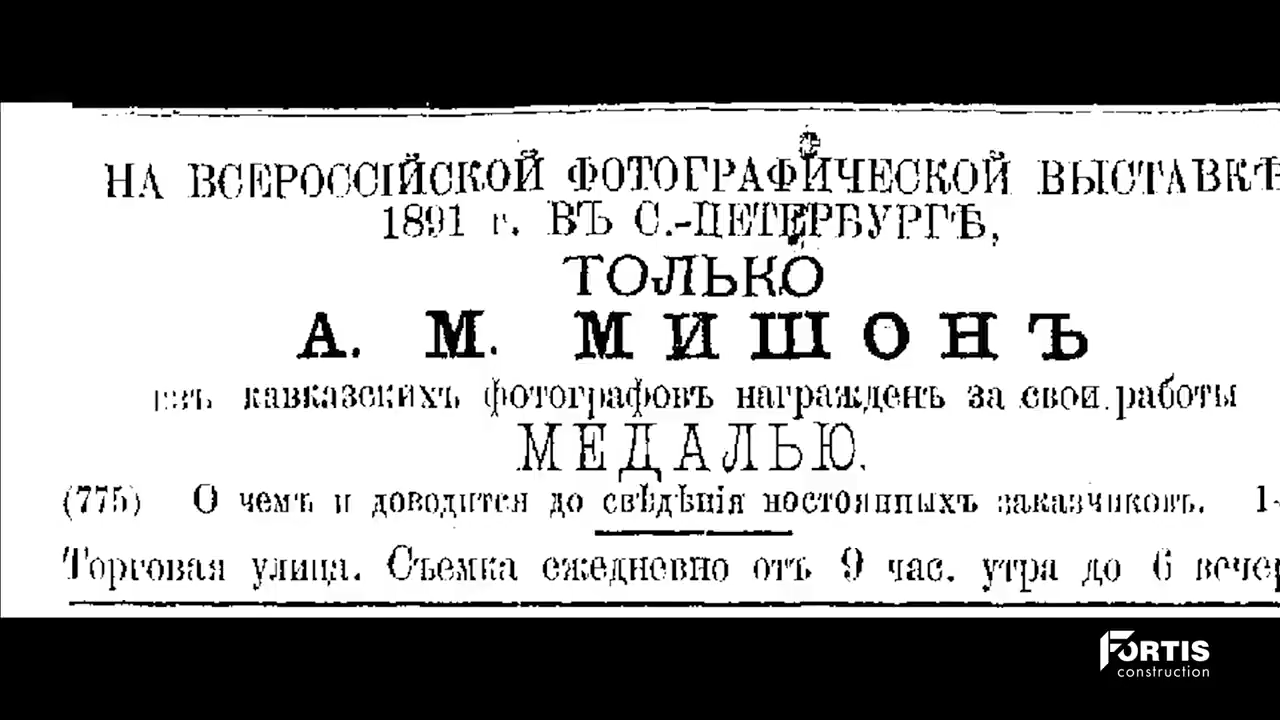 НА ВСЕРОССІЙСКОЙ ФОТОГРАФИЧЕСКОЙ ВЫСТАВКѢ
1891 г. ВЪ С.-ПЕТЕРБУРГѢ,
ТОЛЬКО
А. М. МИШОНЪ
изъ кавказскихъ фотографовъ награжденъ за свои работы
МЕДАЛЬЮ.
(775) О чемъ и доводится до свѣдѣнія постоянныхъ заказчиковъ. 1-
Торговая улица. Съемка ежедневно отъ 9 час. утра до 6
FORTIS
construction